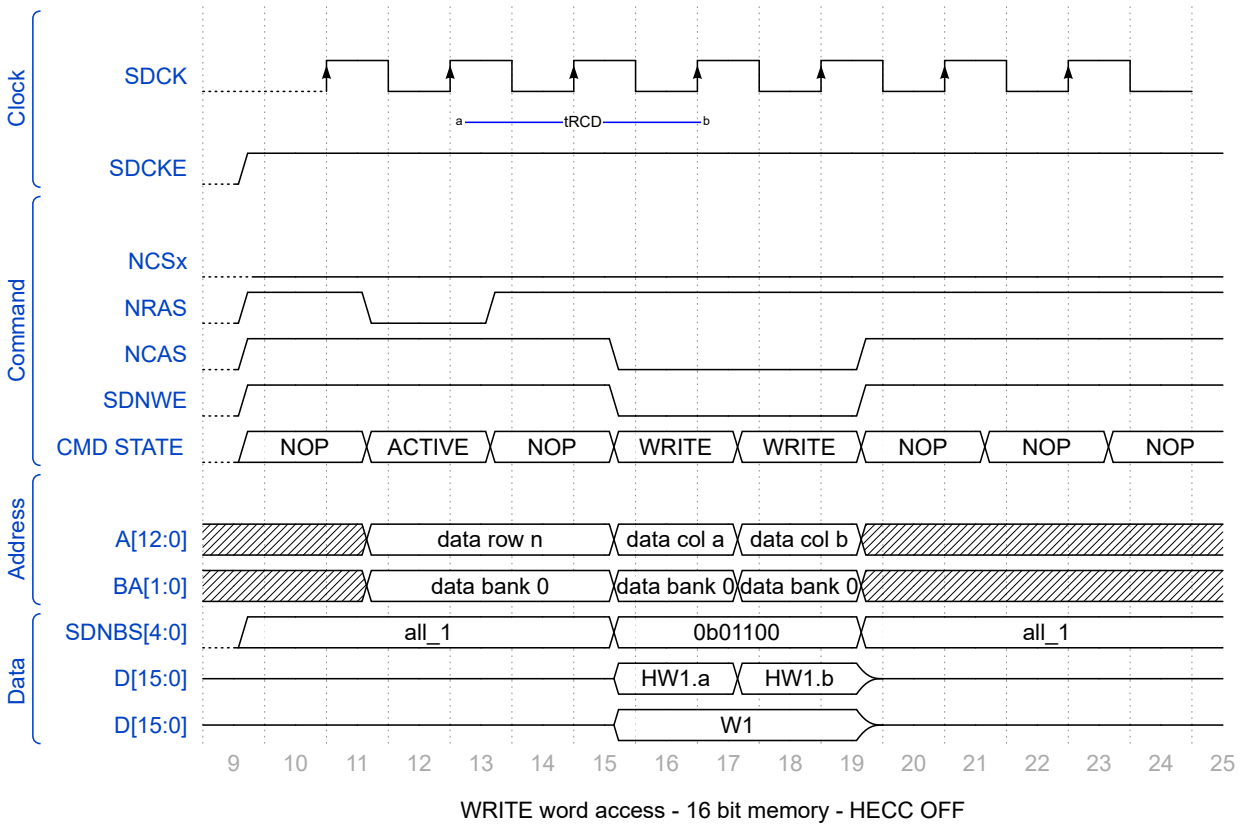 Clock
SDCK
a tRCD b
SDCKE
Command
NCSx
NRAS
NCAS
SDNWE
CMD STATE NOP ACTIVE NOP WRITE WRITE NOP NOP NOP
Address
A[12:0] data row n data col a data col b
BA[1:0] data bank 0 data bank 0 data bank 0
Data
SDNBS[4:0] all_1 0b01100 all_1
D[15:0] HW1.a HW1.b
D[15:0] W1
9 10 11 12 13 14 15 16 17 18 19 20 21 22 23 24 25
WRITE word access - 16 bit memory - HECC OFF